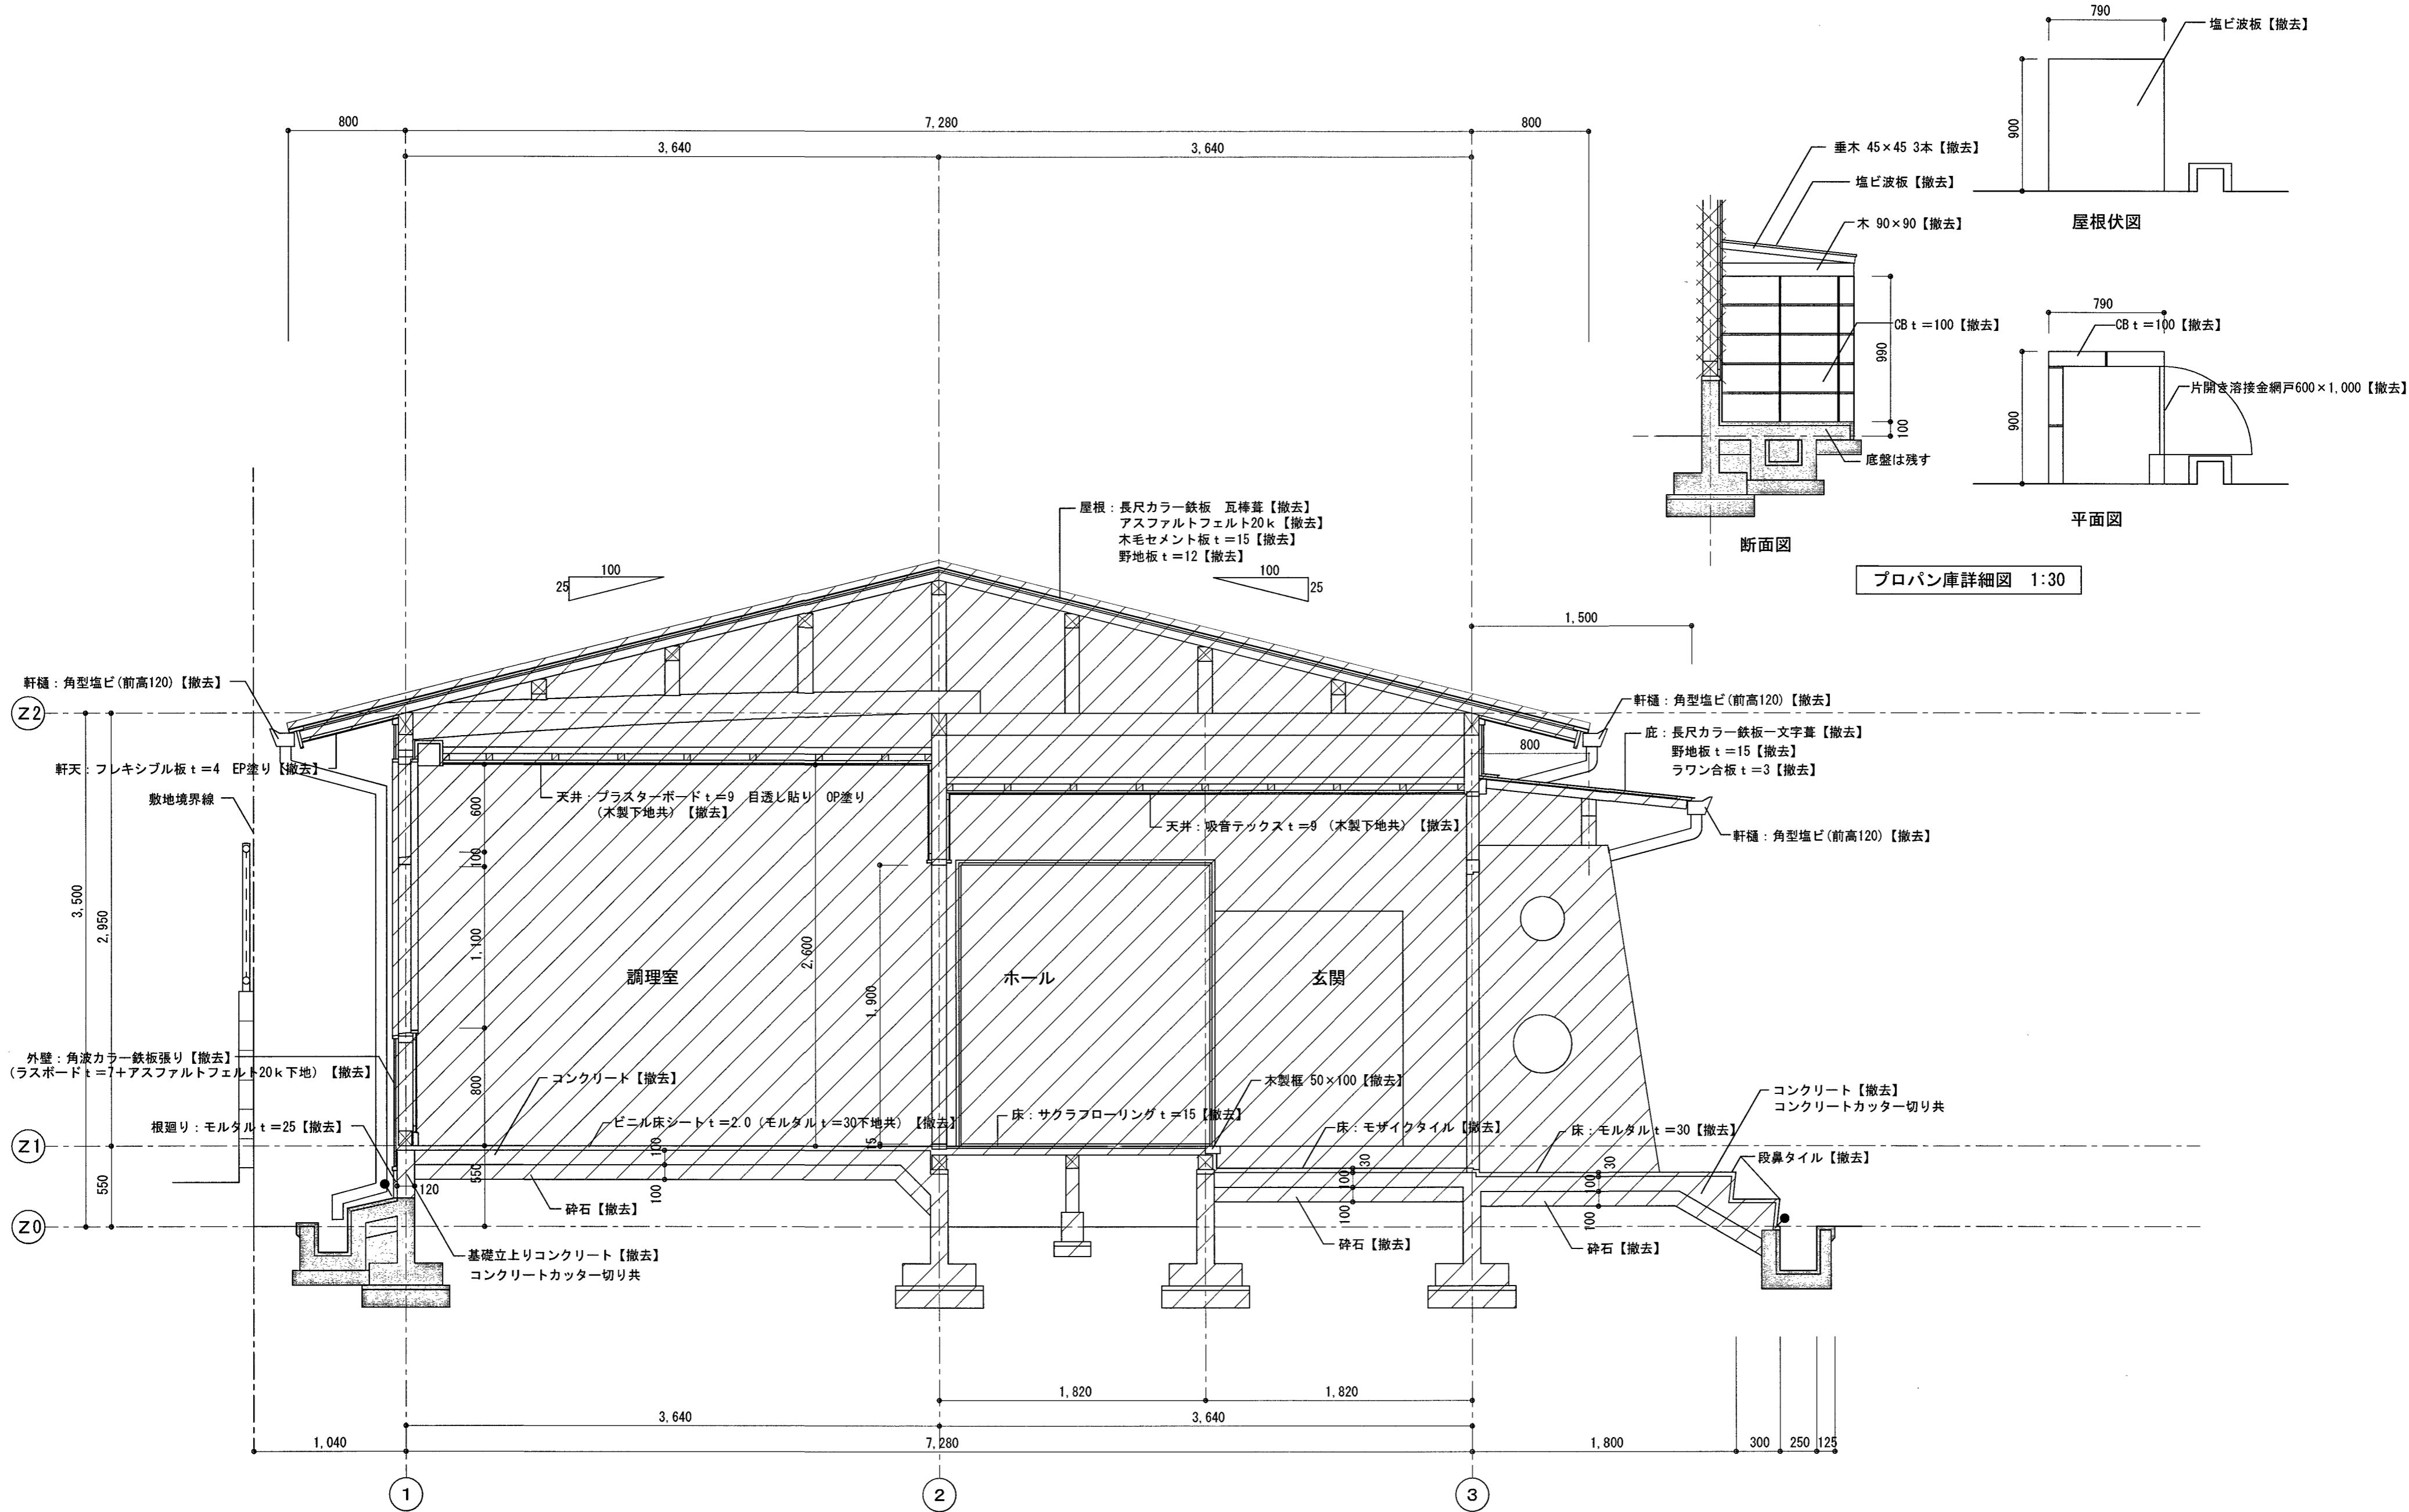 790
塩ビ波板【撤去】
900
屋根伏図
垂木 45×45 3本【撤去】
塩ビ波板【撤去】
木 90×90【撤去】
CBｔ＝100【撤去】
990
100
底盤は残す
断面図
790
CBｔ＝100【撤去】
900
片開き溶接金網戸600×1,000【撤去】
平面図
プロパン庫詳細図 1:30
800
7,280
800
3,640
3,640
屋根：長尺カラー鉄板 瓦棒葺【撤去】
アスファルトフェルト20ｋ【撤去】
木毛セメント板ｔ＝15【撤去】
野地板ｔ＝12【撤去】
100
25
100
25
1,500
軒樋：角型塩ビ(前高120)【撤去】
Z2
軒樋：角型塩ビ(前高120)【撤去】
800
庇：長尺カラー鉄板一文字葺【撤去】
野地板ｔ＝15【撤去】
ラワン合板ｔ＝3【撤去】
軒天：フレキシブル板ｔ＝4 EP塗り【撤去】
敷地境界線
天井：プラスターボードｔ＝9 目透し貼り OP塗り
（木製下地共）【撤去】
天井：吸音テックスｔ＝9（木製下地共）【撤去】
軒樋：角型塩ビ(前高120)【撤去】
600
100
3,500
2,950
1,100
2,600
1,900
調理室
ホール
玄関
外壁：角波カラー鉄板張り【撤去】
(ラスボードｔ＝7+アスファルトフェルト20ｋ下地)【撤去】
800
コンクリート【撤去】
木製框 50×100【撤去】
コンクリート【撤去】
コンクリートカッター切り共
根廻り：モルタルｔ＝25【撤去】
ビニル床シートｔ＝2.0（モルタルｔ＝30下地共）【撤去】
床：サクラフローリングｔ＝15【撤去】
床：モザイクタイル【撤去】
床：モルタルｔ＝30【撤去】
Z1
15
段鼻タイル【撤去】
550
550
120
100
100
30
100
100
30
100
100
砕石【撤去】
砕石【撤去】
砕石【撤去】
Z0
基礎立上りコンクリート【撤去】
コンクリートカッター切り共
1,820
1,820
3,640
3,640
1,040
7,280
1,800
300
250
125
1
2
3